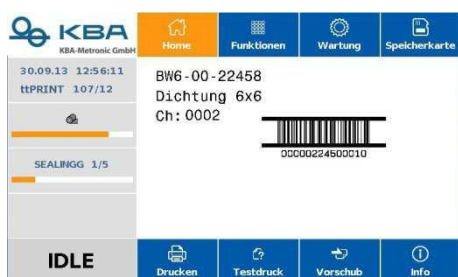 KBA
KBA-Metronic GmbH
Home
Funktionen
Wartung
Speicherkarte
30.09.13 12:56:11
ttPRINT 107/12
SEALINGG 1/5
IDLE
BW6-00-22458
Dichtung 6x6
Ch: 0002
00000224500010
Drucken
Testdruck
Vorschub
Info